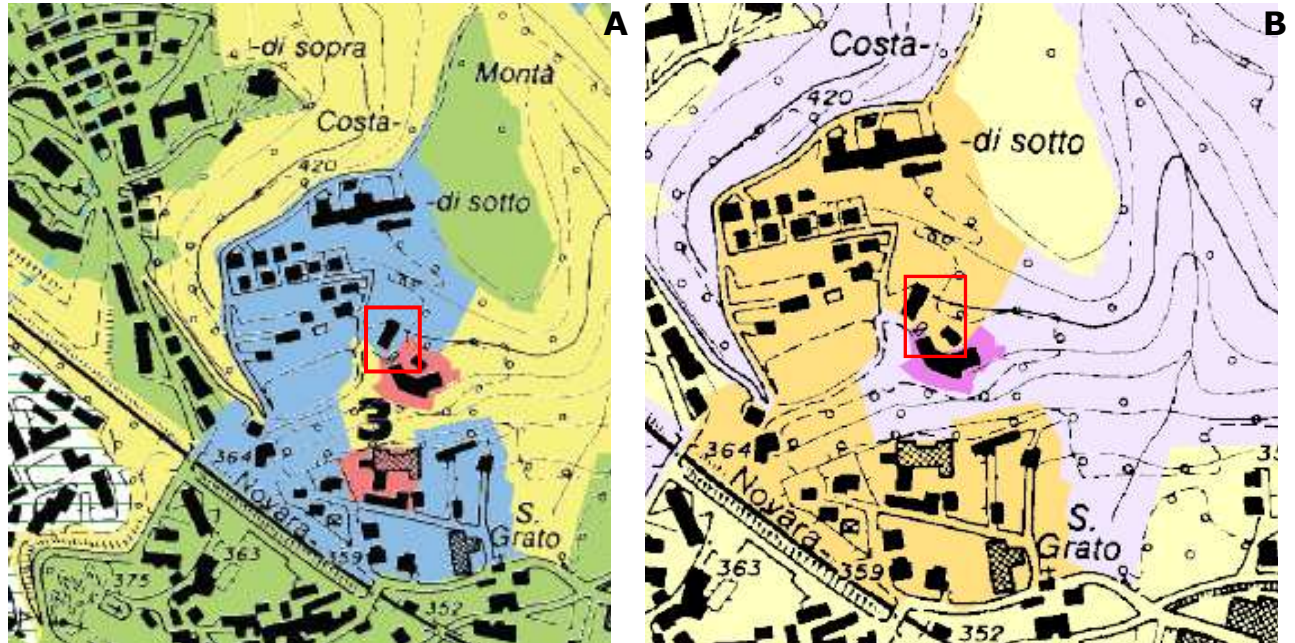 A
-di sopra
Montà
Costa-
420
-di sotto
3
364
Novara
S.
Grato
363
359
375
352
B
Costa-
420
-di sotto
364
Novara
S.
Grato
363
359
352